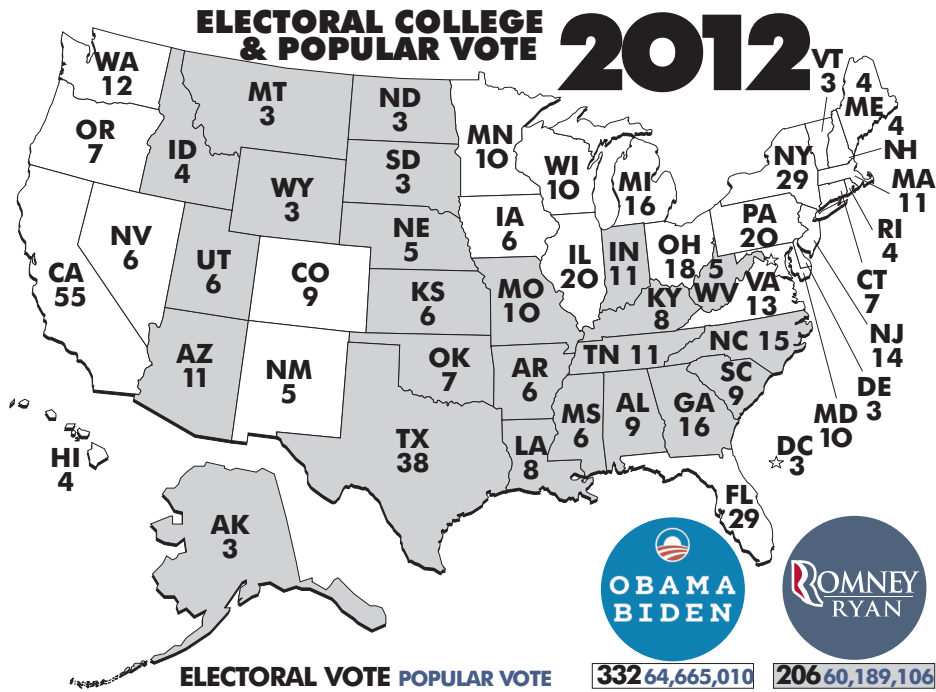 ELECTORAL COLLEGE
& POPULAR VOTE
2012
WA
12
OR
7
CA
55
NV
6
ID
4
MT
3
WY
3
UT
6
AZ
11
CO
9
NM
5
ND
3
SD
3
NE
5
KS
6
OK
7
TX
38
MN
10
IA
6
MO
10
AR
6
LA
8
WI
10
IL
20
MI
16
IN
11
OH
18
KY
8
TN 11
MS
6
AL
9
GA
16
FL
29
SC
9
NC 15
VA
13
5
WV
PA
20
NY
29
VT
3
4
ME
4
NH
MA
11
RI
4
CT
7
NJ
14
DE
3
MD
10
DC
3
HI
4
AK
3
OBAMA
BIDEN
ROMNEY
RYAN
ELECTORAL VOTE POPULAR VOTE
332 64,665,010
206 60,189,106